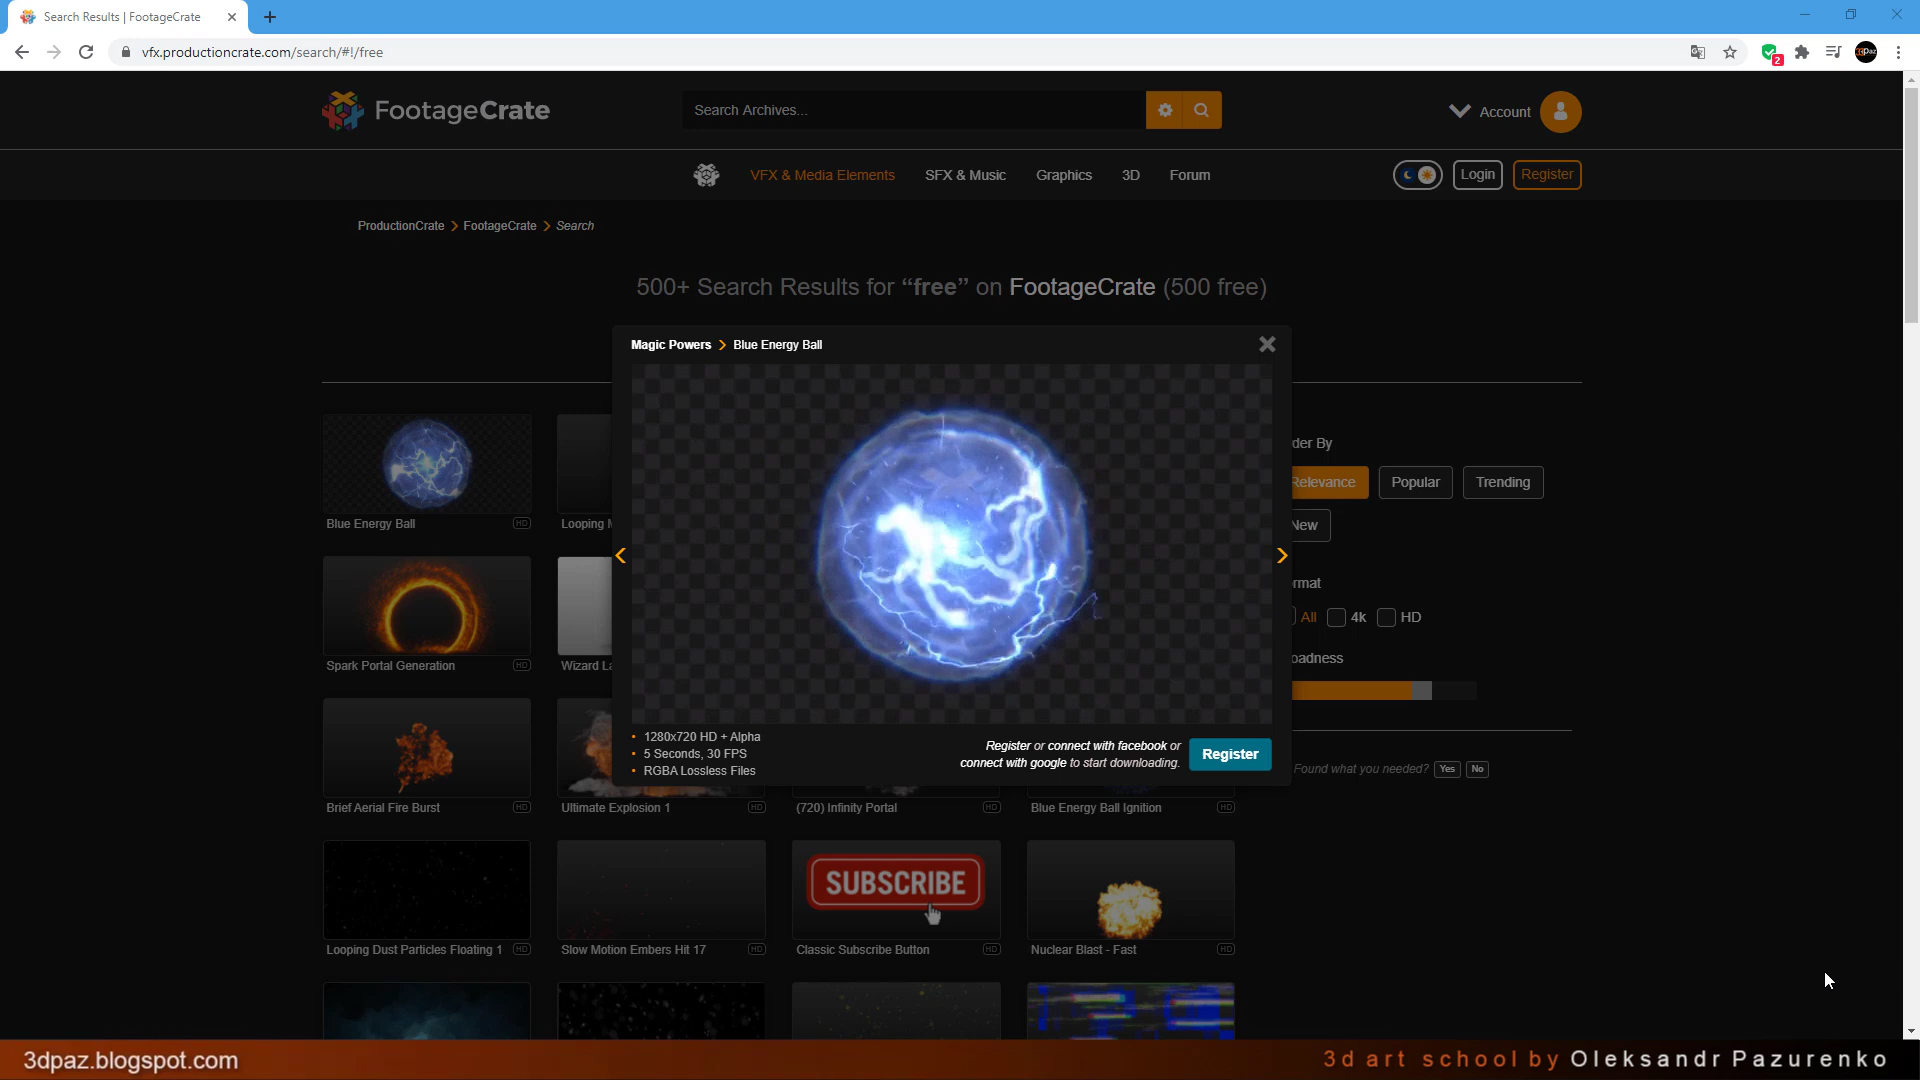 Search Results | FootageCrate
vfx.productioncrate.com/search/#!/free
2
3dPaz
FootageCrate
Search Archives...
Account
VFX & Media Elements
SFX & Music
Graphics
3D
Forum
Login
Register
ProductionCrate > FootageCrate > Search
500+ Search Results for “free” on FootageCrate (500 free)
Magic Powers > Blue Energy Ball
der By
Relevance
Popular
Trending
New
rmat
All
4k
HD
oadness
Blue Energy Ball HD
Looping M
Spark Portal Generation HD
Wizard La
1280x720 HD + Alpha
5 Seconds, 30 FPS
RGBA Lossless Files
Register or connect with facebook or
connect with google to start downloading.
Register
Found what you needed? Yes No
Brief Aerial Fire Burst HD
Ultimate Explosion 1 HD
(720) Infinity Portal HD
Blue Energy Ball Ignition HD
SUBSCRIBE
Looping Dust Particles Floating 1 HD
Slow Motion Embers Hit 17 HD
Classic Subscribe Button HD
Nuclear Blast - Fast HD
3dpaz.blogspot.com
3d art school by Oleksandr Pazurenko